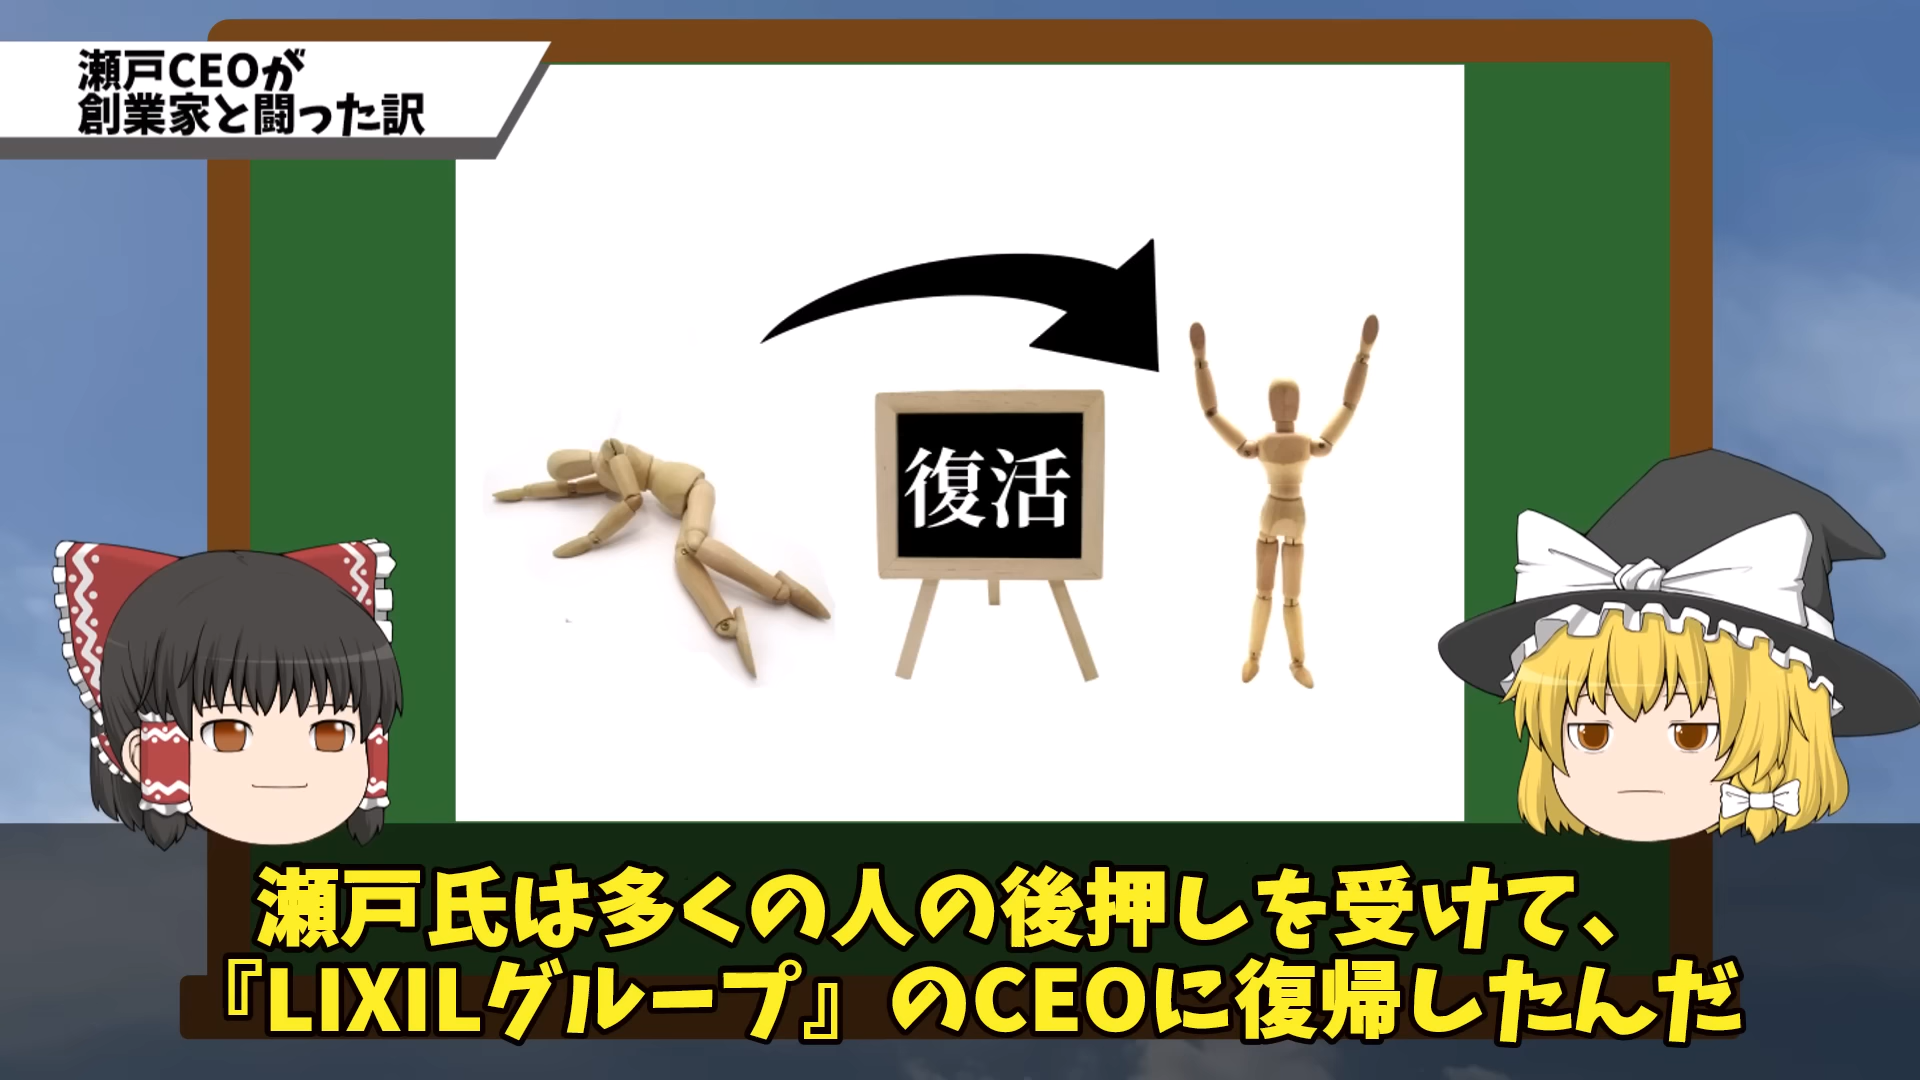 瀬戸CEOが
創業家と闘った訳
復活
瀬戸氏は多くの人の後押しを受けて、
『LIXILグループ』のCEOに復帰したんだ